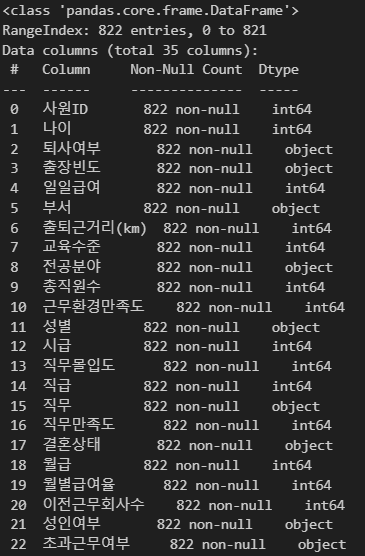 <class 'pandas.core.frame.DataFrame'>
RangeIndex: 822 entries, 0 to 821
Data columns (total 35 columns):
 #   Column     Non-Null Count  Dtype
---  ------     --------------  -----
 0   사원ID       822 non-null    int64
 1   나이         822 non-null    int64
 2   퇴사여부       822 non-null    object
 3   출장빈도       822 non-null    object
 4   일일급여       822 non-null    int64
 5   부서         822 non-null    object
 6   출퇴근거리(km)  822 non-null    int64
 7   교육수준       822 non-null    int64
 8   전공분야       822 non-null    object
 9   총직원수       822 non-null    int64
 10  근무환경만족도    822 non-null    int64
 11  성별         822 non-null    object
 12  시급         822 non-null    int64
 13  직무몰입도      822 non-null    int64
 14  직급         822 non-null    int64
 15  직무         822 non-null    object
 16  직무만족도      822 non-null    int64
 17  결혼상태       822 non-null    object
 18  월급         822 non-null    int64
 19  월별급여율      822 non-null    int64
 20  이전근무회사수    822 non-null    int64
 21  성인여부       822 non-null    object
 22  초과근무여부     822 non-null    object